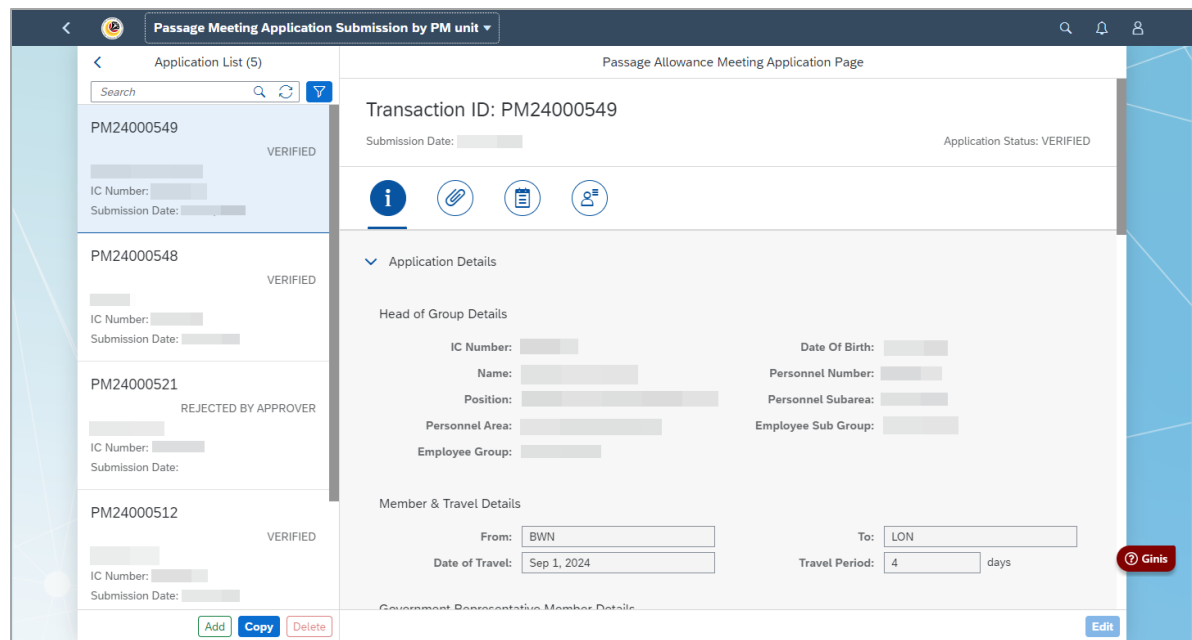 Passage Meeting Application Submission by PM unit
Application List (5)
Search
PM24000549
VERIFIED
IC Number:
Submission Date:
PM24000548
VERIFIED
IC Number:
Submission Date:
PM24000521
REJECTED BY APPROVER
IC Number:
Submission Date:
PM24000512
VERIFIED
IC Number:
Submission Date:
Add Copy Delete
Passage Allowance Meeting Application Page
Transaction ID: PM24000549
Submission Date: Application Status: VERIFIED
Application Details
Head of Group Details
IC Number: Date Of Birth:
Name: Personnel Number:
Position: Personnel Subarea:
Personnel Area: Employee Sub Group:
Employee Group:
Member & Travel Details
From: BWN To: LON
Date of Travel: Sep 1, 2024 Travel Period: 4 days
Government Representative Member Details
Edit
Ginis